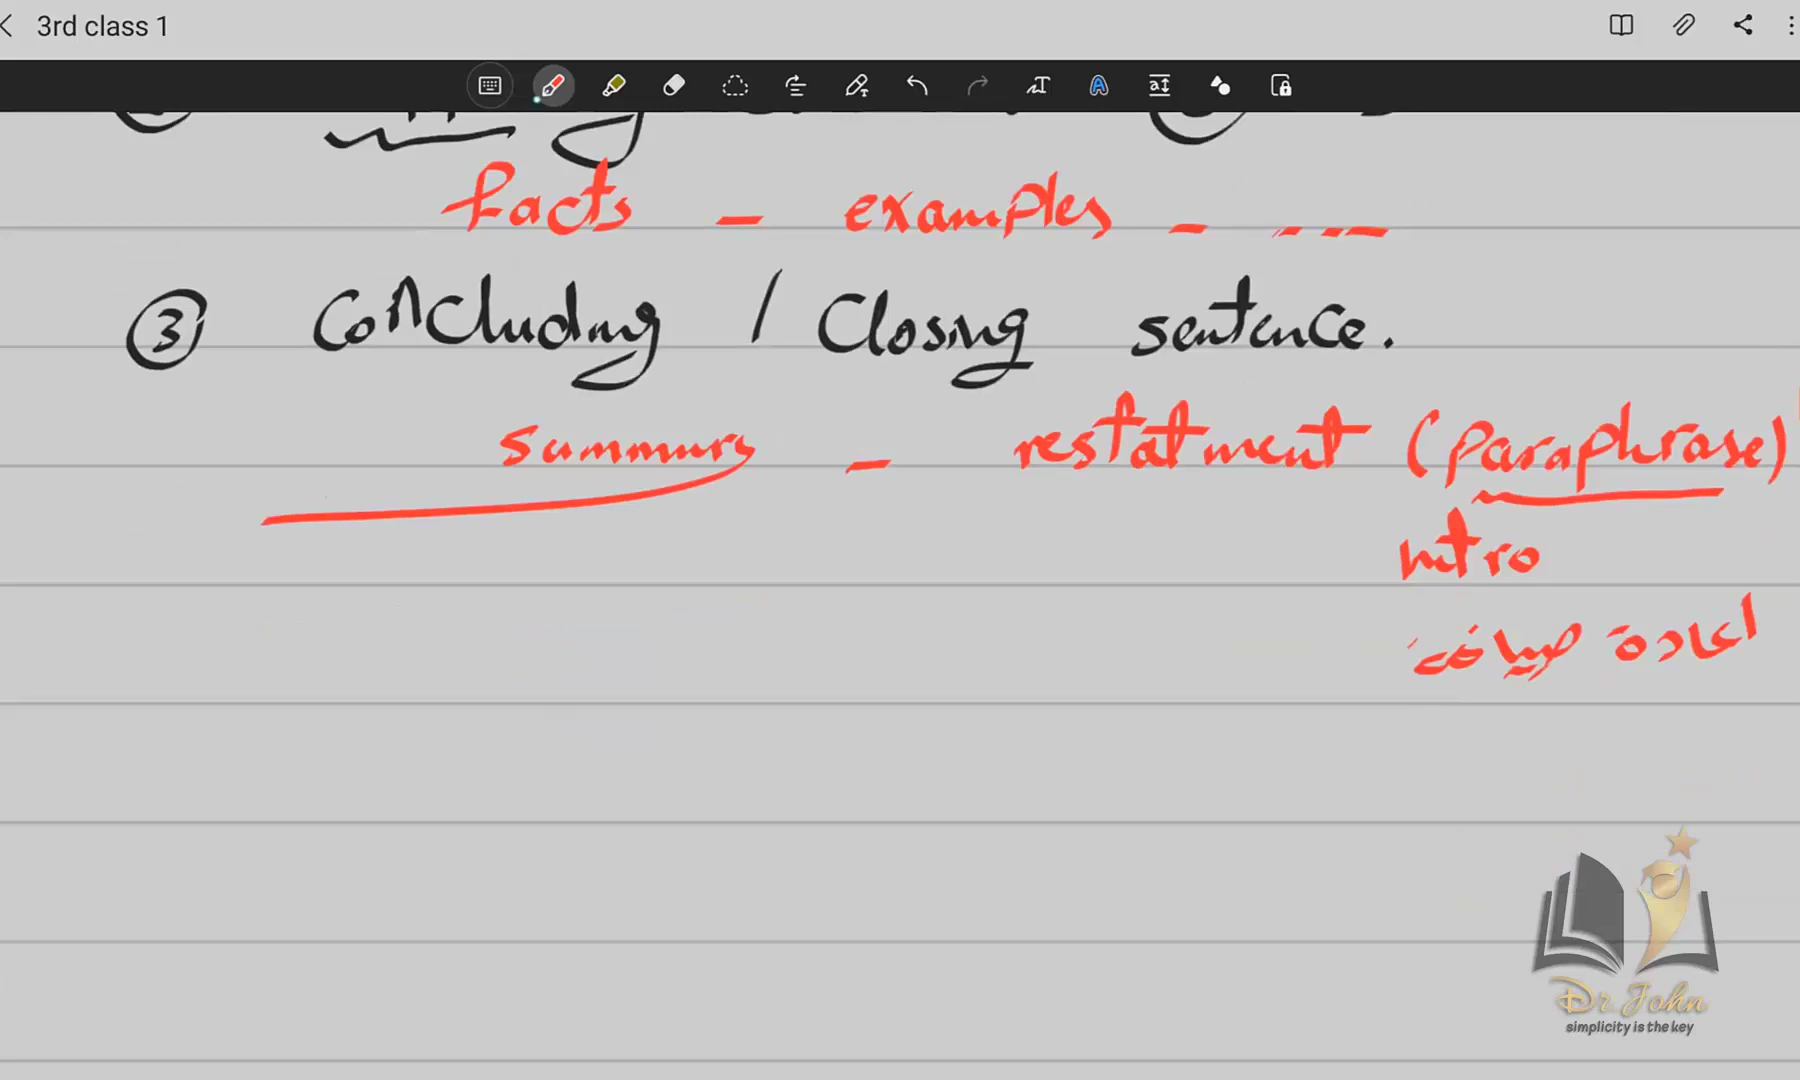 3rd class 1
facts - examples - ---
③ Concluding / Closing sentence.
summury - restatment (paraphrase)
intro
اعادة صياغة
Dr. John
simplicity is the key